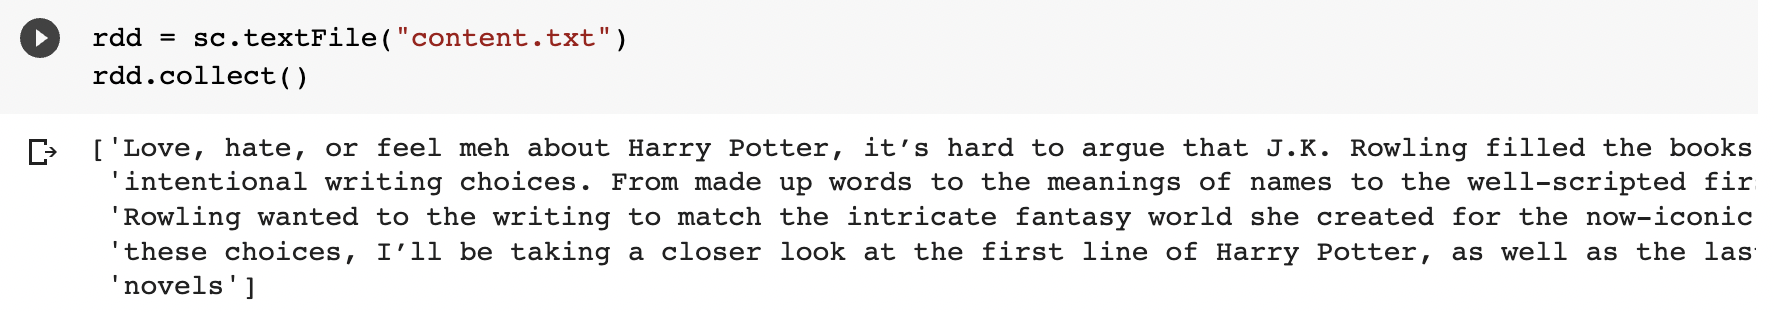 rdd = sc.textFile("content.txt")
rdd.collect()
['Love, hate, or feel meh about Harry Potter, it’s hard to argue that J.K. Rowling filled the books
'intentional writing choices. From made up words to the meanings of names to the well-scripted
'Rowling wanted to the writing to match the intricate fantasy world she created for the now-iconic
'these choices, I’ll be taking a closer look at the first line of Harry Potter, as well as the
'novels']